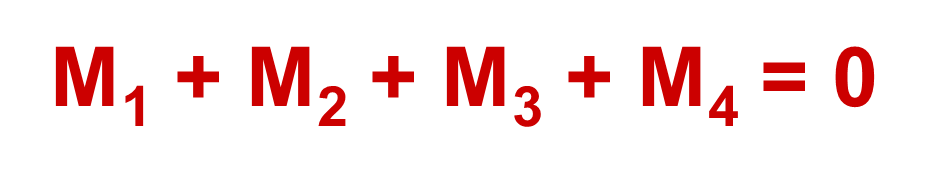 M₁ + M₂ + M₃ + M₄ = 0